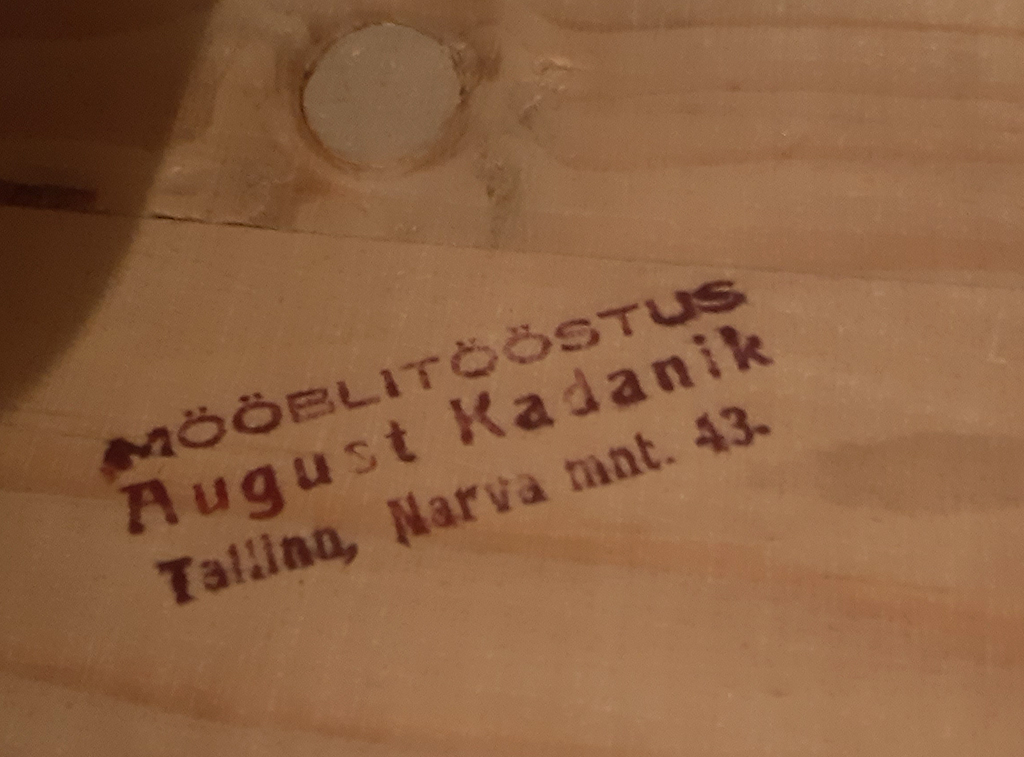 MÖÖBLITÖÖSTUS
August Kadanik
Tallinn, Narva mnt. 43.